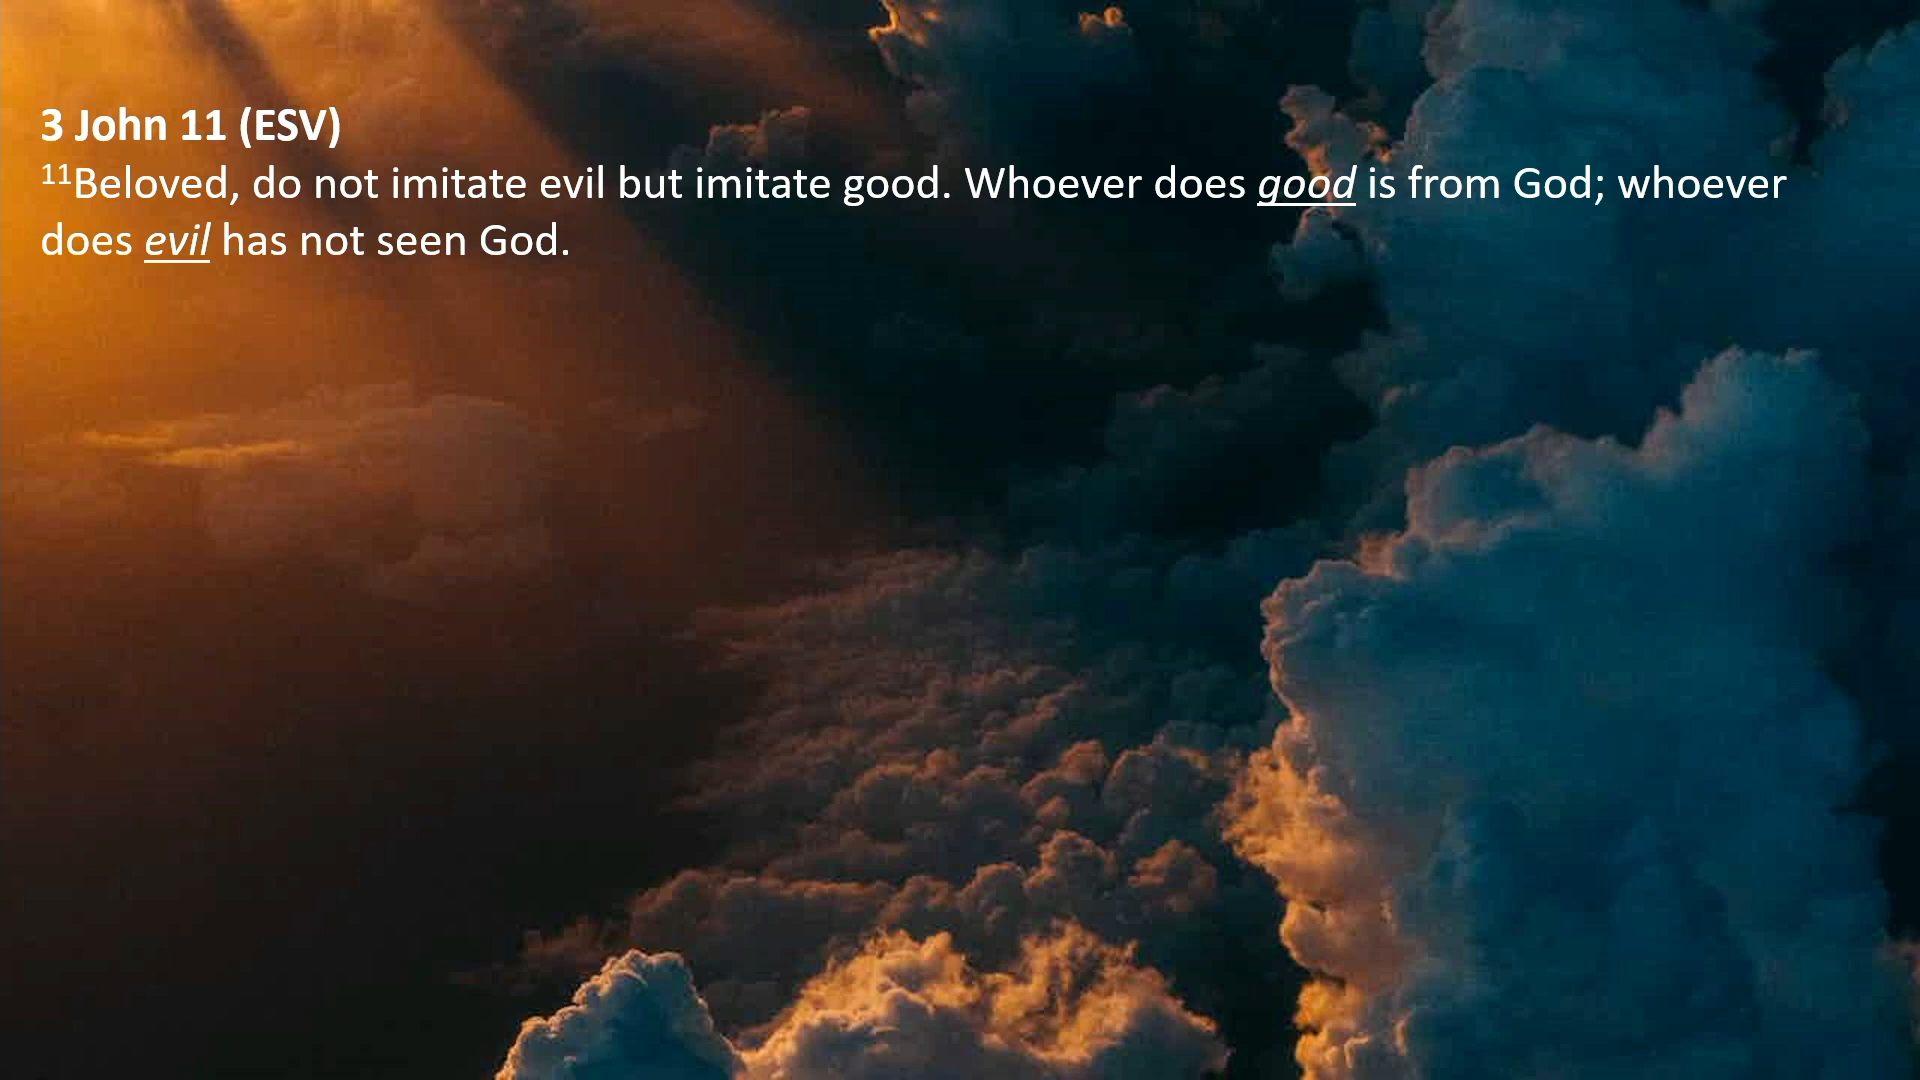 3 John 11 (ESV)
¹¹Beloved, do not imitate evil but imitate good. Whoever does good is from God; whoever
does evil has not seen God.